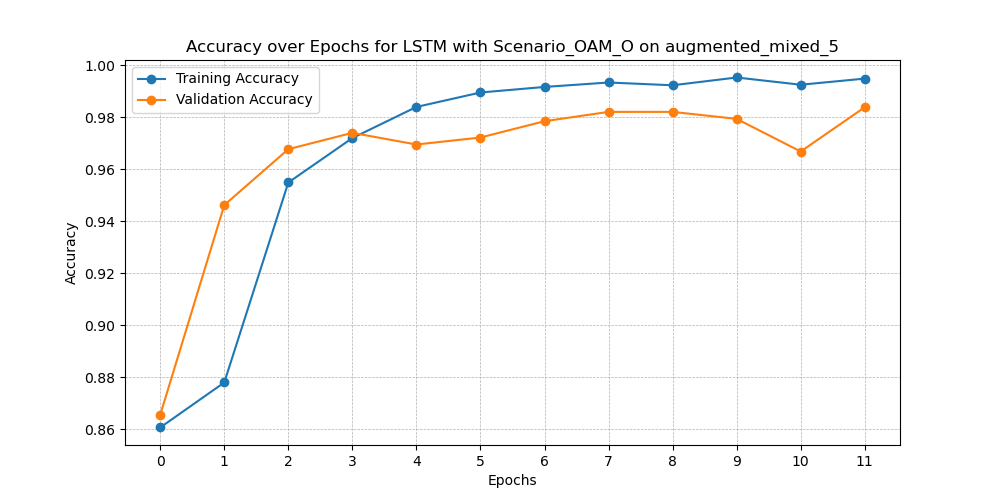 Accuracy over Epochs for LSTM with Scenario_OAM_O on augmented_mixed_5
Training Accuracy
Validation Accuracy
1.00
0.98
0.96
0.94
0.92
0.90
0.88
0.86
Accuracy
0 1 2 3 4 5 6 7 8 9 10 11
Epochs